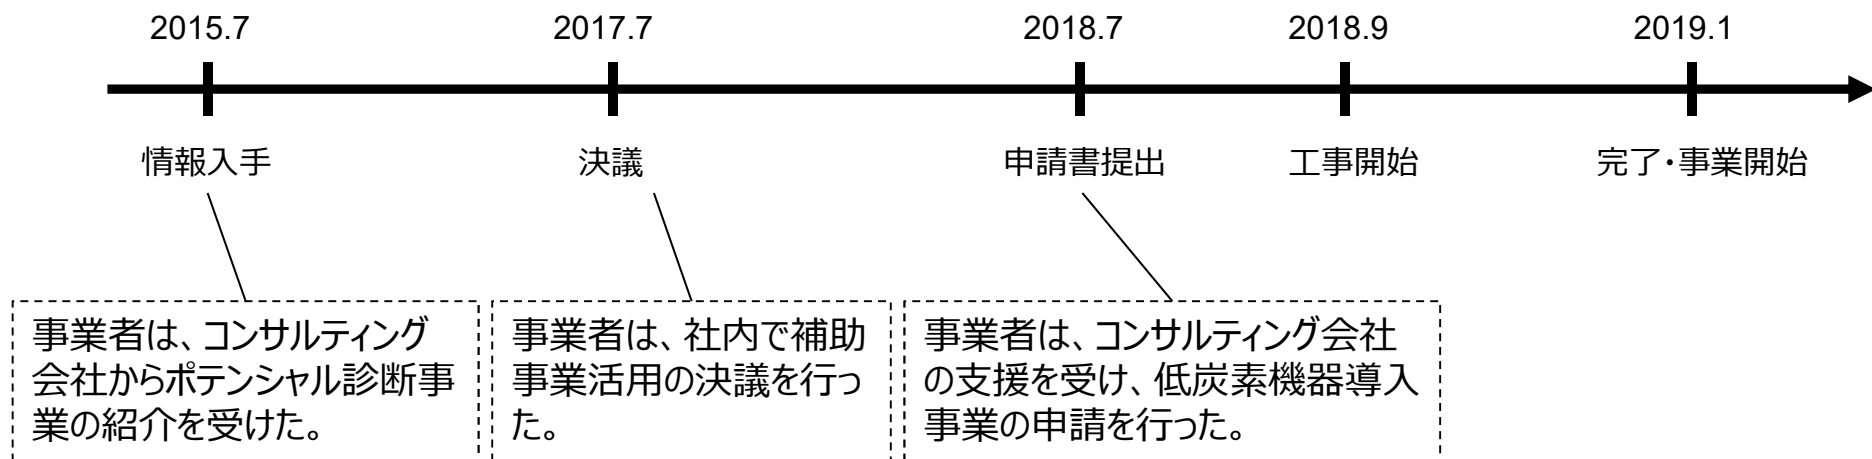 2015.7
2017.7
2018.7
2018.9
2019.1
情報入手
決議
申請書提出
工事開始
完了・事業開始
事業者は、コンサルティング
会社からポテンシャル診断事
業の紹介を受けた。
事業者は、社内で補助
事業活用の決議を行っ
た。
事業者は、コンサルティング会社
の支援を受け、低炭素機器導入
事業の申請を行った。